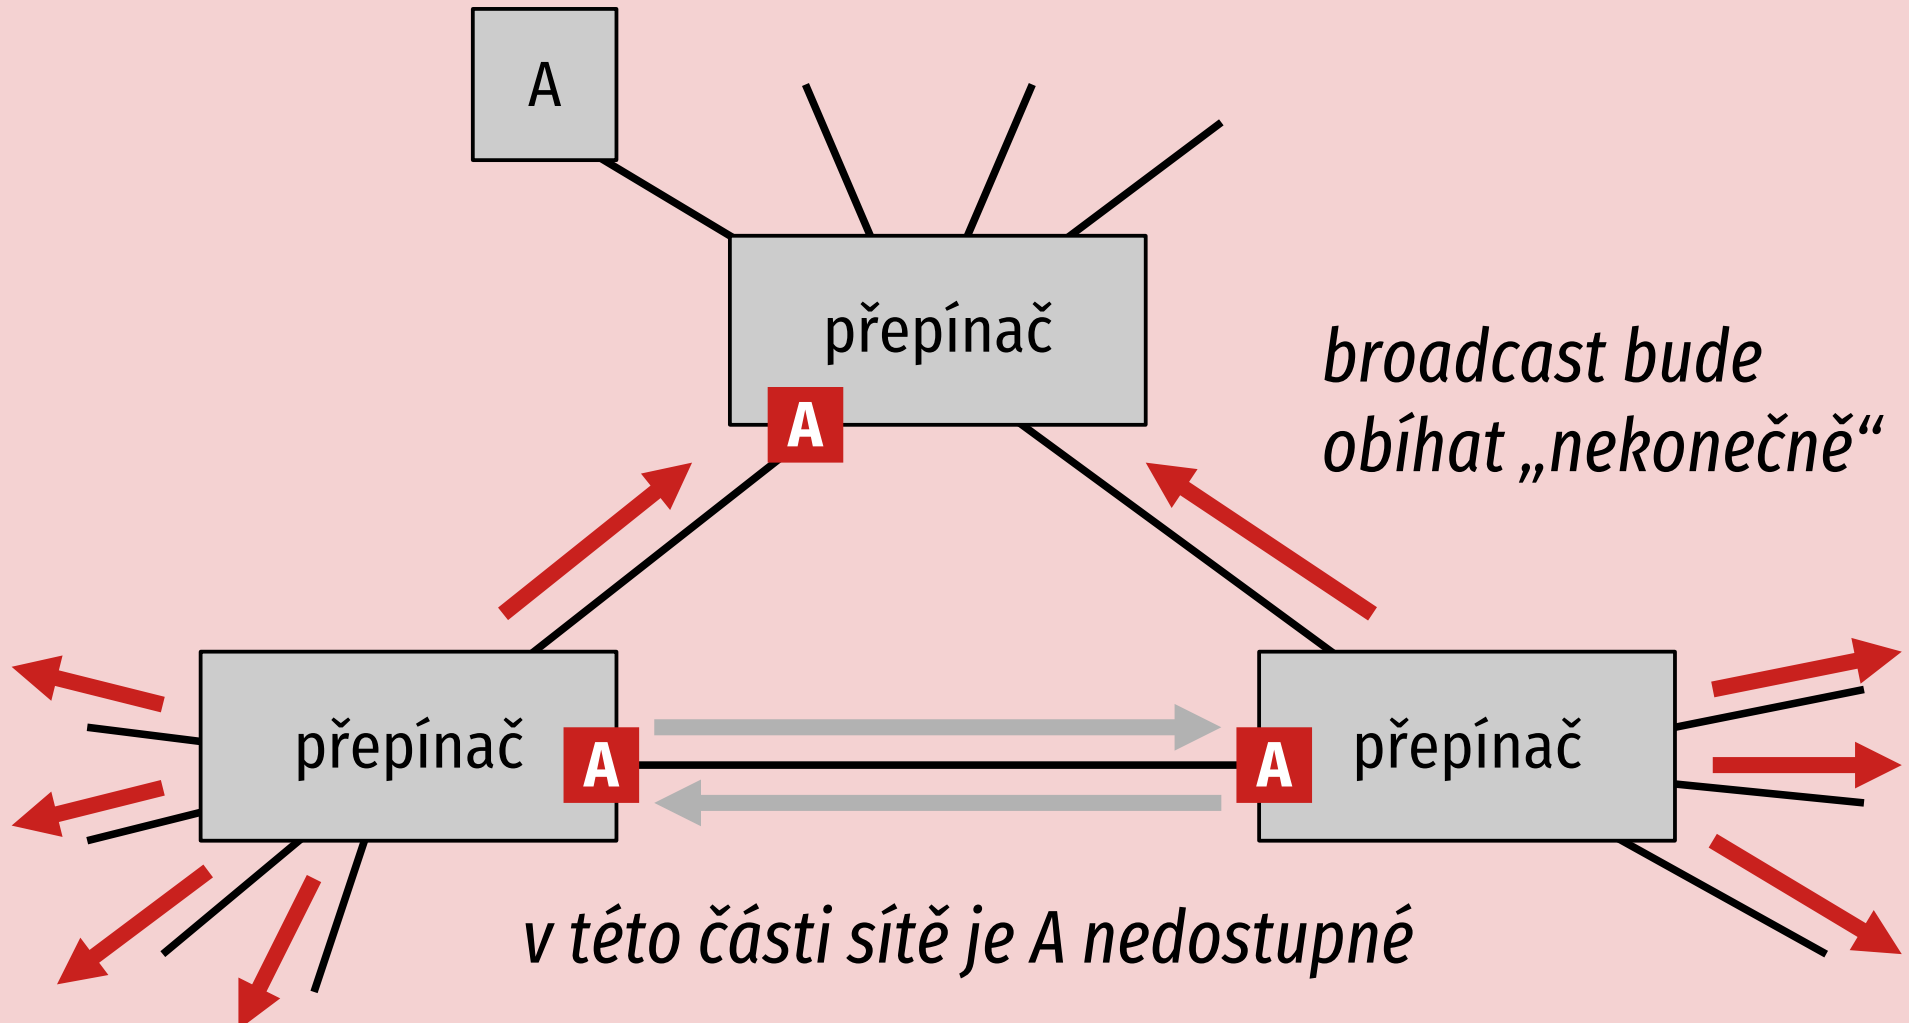 A
přepínač
A
broadcast bude
obíhat „nekonečně“
přepínač
A
A
přepínač
v této části sítě je A nedostupné